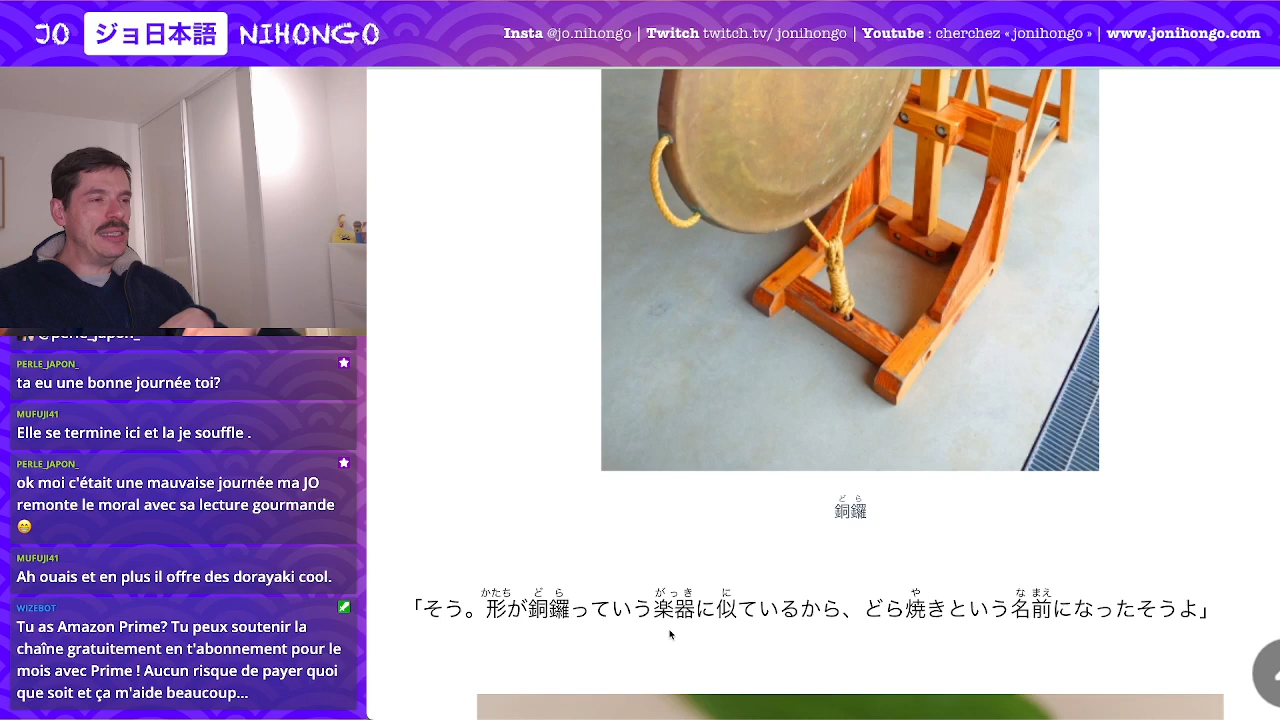 JO ジョ日本語 NIHONGO
Insta @jo.nihongo | Twitch twitch.tv/jonihongo | Youtube : cherchez « jonihongo » | www.jonihongo.com
@perle_japon_
PERLE_JAPON_
ta eu une bonne journée toi?
MUFUJI41
Elle se termine ici et la je souffle .
PERLE_JAPON_
ok moi c'était une mauvaise journée ma JO
remonte le moral avec sa lecture gourmande
😁
MUFUJI41
Ah ouais et en plus il offre des dorayaki cool.
WIZEBOT
Tu as Amazon Prime? Tu peux soutenir la
chaîne gratuitement en t'abonnement pour le
mois avec Prime ! Aucun risque de payer quoi
que soit et ça m'aide beaucoup...
ど ら
銅鑼
かたち ど ら がっき に や な まえ
「そう。形が銅鑼っていう楽器に似ているから、どら焼きという名前になったそうよ」